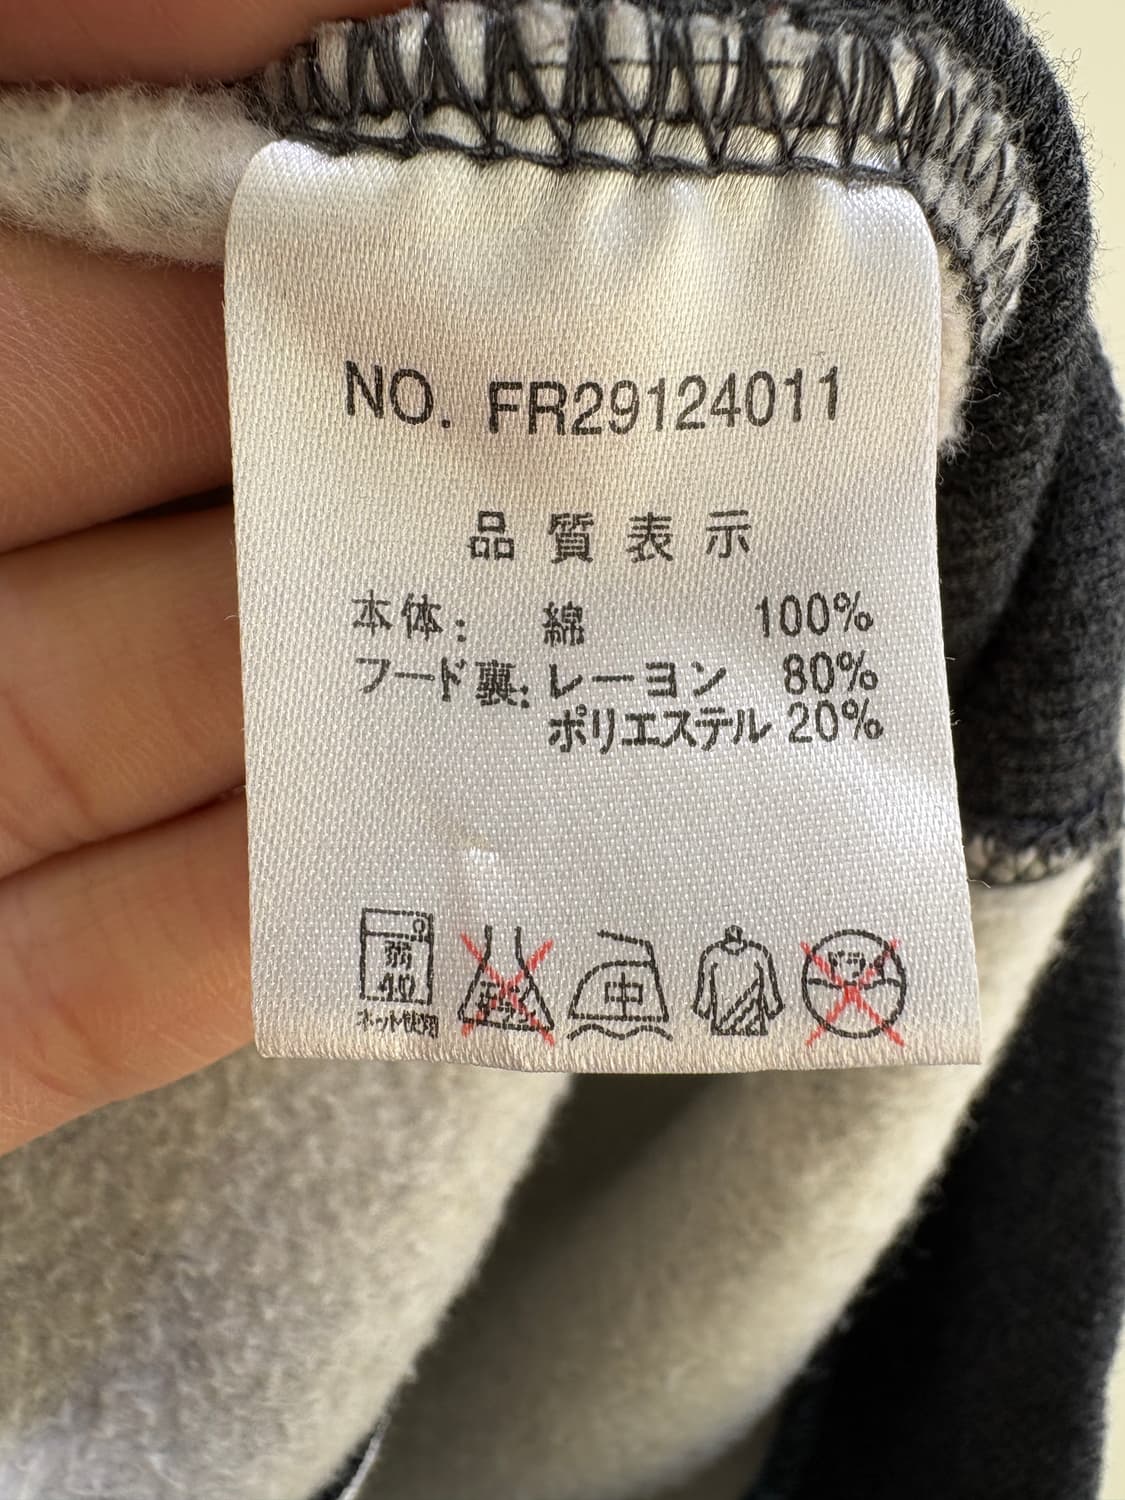 NO. FR29124011
品質表示
本体: 綿 100%
フード裏: レーヨン 80%
ポリエステル 20%
弱
40
ネット使用
中